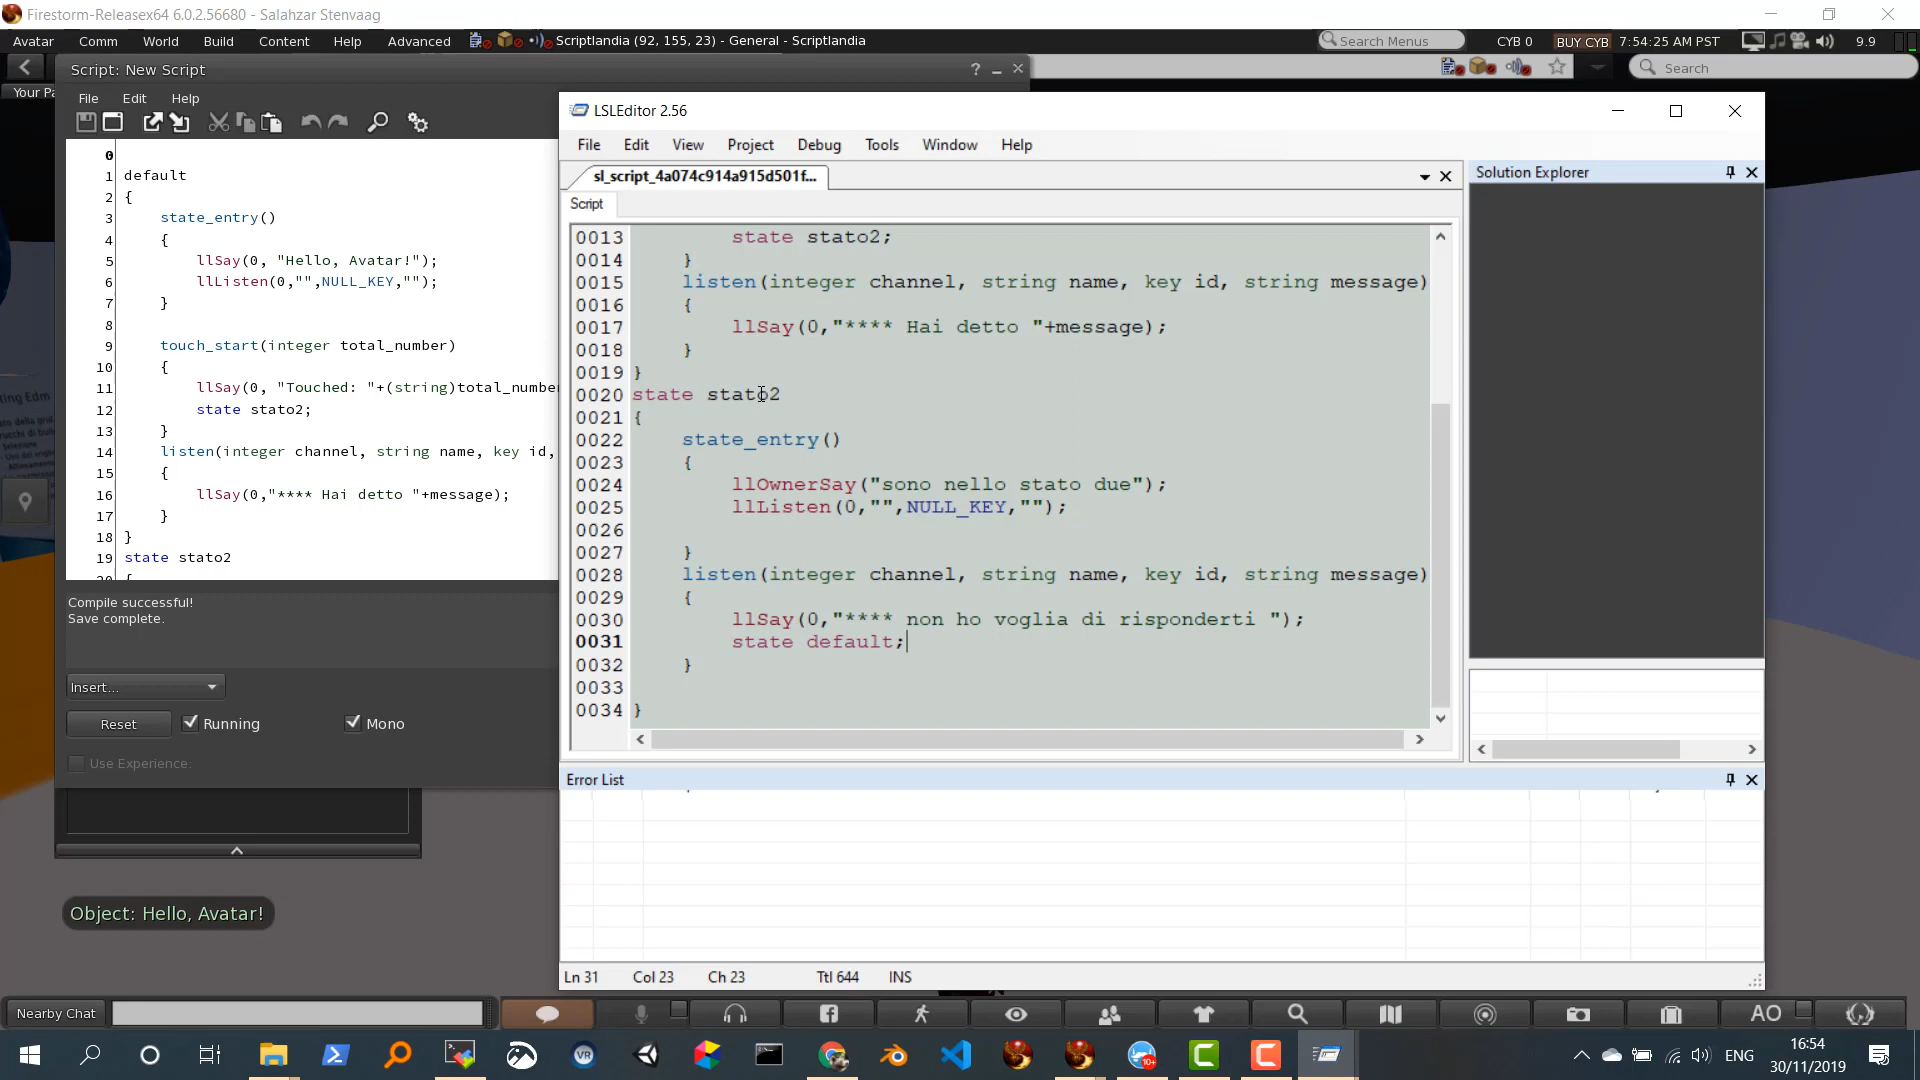 Firestorm-Releasex64 6.0.2.56680 - Salahzar Stenvaag
Avatar Comm World Build Content Help Advanced Scriptlandia (92, 155, 23) - General - Scriptlandia Search Menus CYB 0 BUY CYB 7:54:25 AM PST 9.9
Search
Your Pa
Script: New Script ?
File Edit Help
0
1 default
2 {
3 state_entry()
4 {
5 llSay(0, "Hello, Avatar!");
6 llListen(0,"",NULL_KEY,"");
7 }
8
9 touch_start(integer total_number)
10 {
11 llSay(0, "Touched: "+(string)total_number
12 state stato2;
13 }
14 listen(integer channel, string name, key id,
15 {
16 llSay(0,"**** Hai detto "+message);
17 }
18 }
19 state stato2
20 {
Compile successful!
Save complete.
Insert...
Reset Running Mono
Use Experience:
Object: Hello, Avatar!
LSLEditor 2.56
File Edit View Project Debug Tools Window Help
sl_script_4a074c914a915d501f...
Script
0013 state stato2;
0014 }
0015 listen(integer channel, string name, key id, string message)
0016 {
0017 llSay(0,"**** Hai detto "+message);
0018 }
0019 }
0020 state stato2
0021 {
0022 state_entry()
0023 {
0024 llOwnerSay("sono nello stato due");
0025 llListen(0,"",NULL_KEY,"");
0026
0027 }
0028 listen(integer channel, string name, key id, string message)
0029 {
0030 llSay(0,"**** non ho voglia di risponderti ");
0031 state default;
0032 }
0033
0034 }
Solution Explorer
Error List
Ln 31 Col 23 Ch 23 Ttl 644 INS
Nearby Chat AO
VR 10+ ENG 16:54
30/11/2019